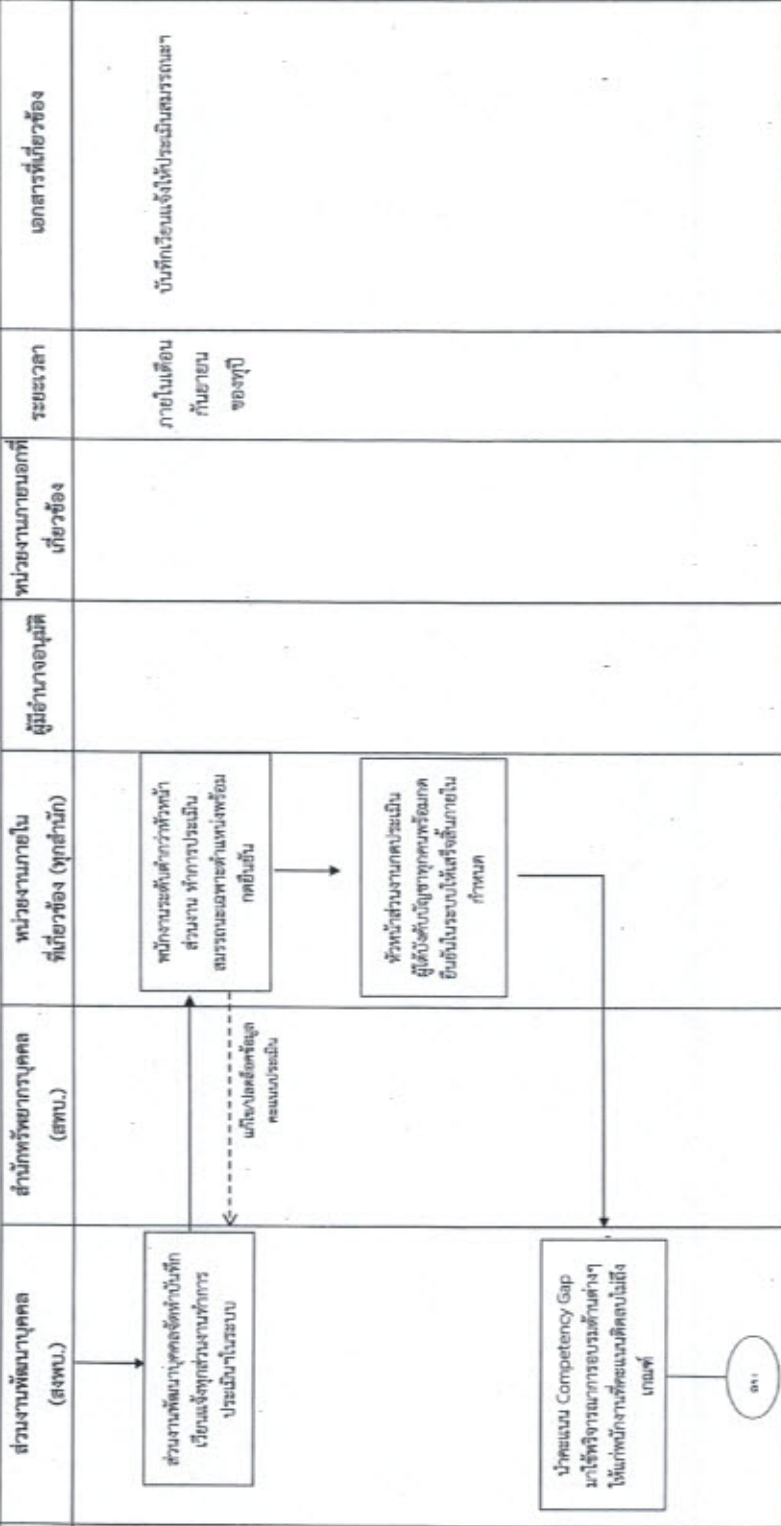 ส่วนงานพัฒนาบุคคล
(สงพบ.)
สำนักทรัพยากรบุคคล
(สทบ.)
หน่วยงานภายใน
ที่เกี่ยวข้อง (ทุกสำนัก)
ผู้มีอำนาจอนุมัติ
หน่วยงานภายนอกที่
เกี่ยวข้อง
ระยะเวลา
เอกสารที่เกี่ยวข้อง
ส่วนงานพัฒนาบุคคลจัดทำบันทึก
เวียนแจ้งทุกส่วนงานทำการ
ประเมินฯในระบบ
พนักงานระดับต่ำกว่าหัวหน้า
ส่วนงาน ทำการประเมิน
สมรรถนะเฉพาะตำแหน่งพร้อม
กดยืนยัน
ภายในเดือน
กันยายน
ของทุกปี
บันทึกเวียนแจ้งให้ประเมินสมรรถนะฯ
แก้ไข/ปลดล็อคข้อมูล
คะแนนประเมิน
หัวหน้าส่วนงานกดประเมิน
ผู้ใต้บังคับบัญชาทุกคนพร้อมกด
ยืนยันในระบบให้เสร็จสิ้นภายใน
กำหนด
นำคะแนน Competency Gap
มาใช้พิจารณาการอบรมด้านต่างๆ
ให้แก่พนักงานที่คะแนนติดลบไม่ถึง
เกณฑ์